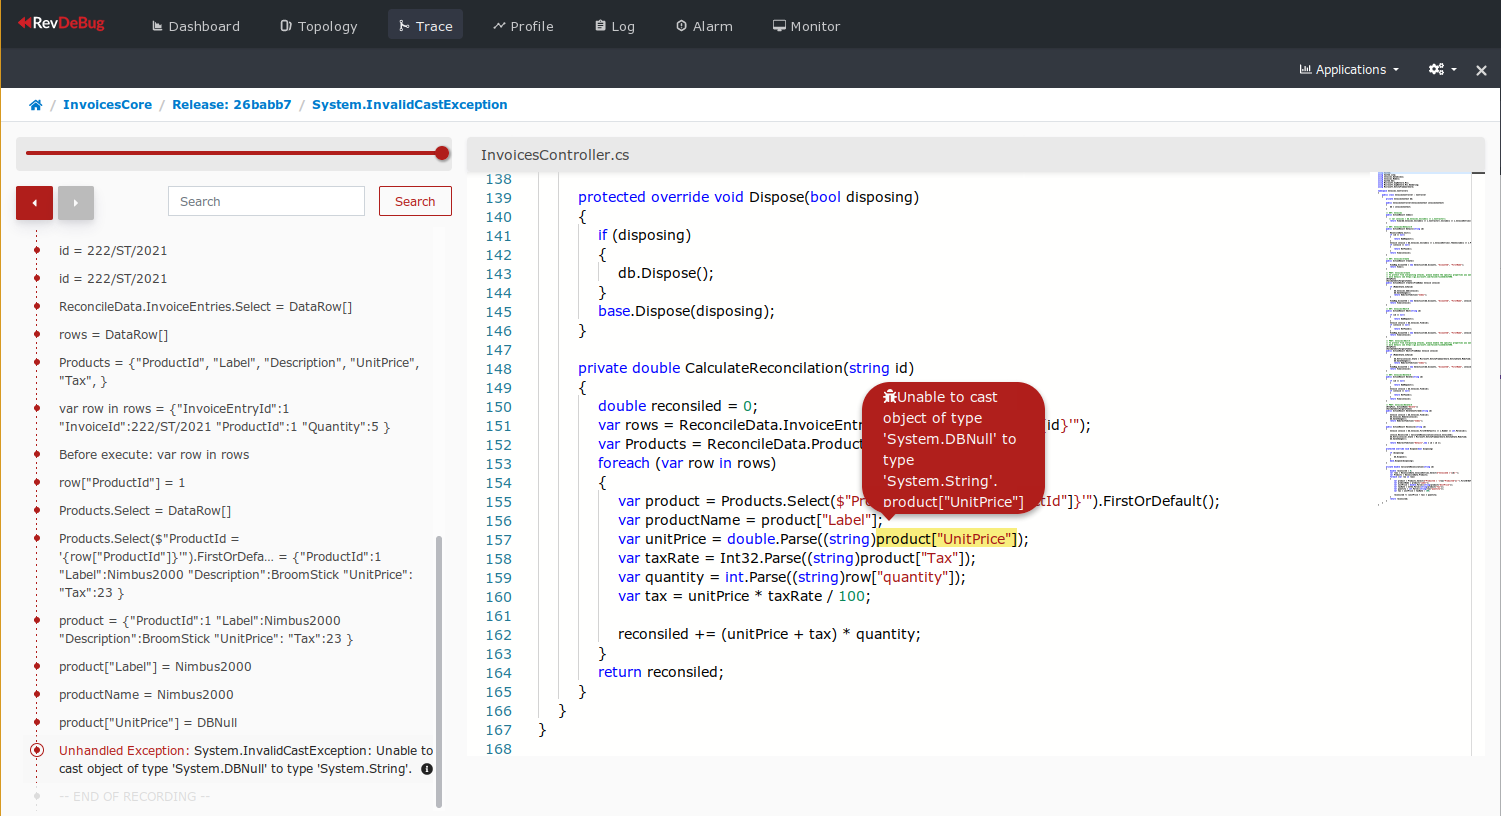 RevDeBug
Dashboard
Topology
Trace
Profile
Log
Alarm
Monitor
Applications
InvoicesCore / Release: 26babb7 / System.InvalidCastException
Search
Search
id = 222/ST/2021
id = 222/ST/2021
ReconcileData.InvoiceEntries.Select = DataRow[]
rows = DataRow[]
Products = {"ProductId", "Label", "Description", "UnitPrice",
"Tax", }
var row in rows = {"InvoiceEntryId":1
"InvoiceId":222/ST/2021 "ProductId":1 "Quantity":5 }
Before execute: var row in rows
row["ProductId"] = 1
Products.Select = DataRow[]
Products.Select($"ProductId =
'{row["ProductId"]}'").FirstOrDefa... = {"ProductId":1
"Label":Nimbus2000 "Description":BroomStick "UnitPrice":
"Tax":23 }
product = {"ProductId":1 "Label":Nimbus2000
"Description":BroomStick "UnitPrice": "Tax":23 }
product["Label"] = Nimbus2000
productName = Nimbus2000
product["UnitPrice"] = DBNull
Unhandled Exception: System.InvalidCastException: Unable to
cast object of type 'System.DBNull' to type 'System.String'.
-- END OF RECORDING --
InvoicesController.cs
138
139 protected override void Dispose(bool disposing)
140 {
141 if (disposing)
142 {
143 db.Dispose();
144 }
145 base.Dispose(disposing);
146 }
147
148 private double CalculateReconcilation(string id)
149 {
150 double reconsiled = 0;
151 var rows = ReconcileData.InvoiceEntr id}'");
152 var Products = ReconcileData.Product
153 foreach (var row in rows)
154 {
155 var product = Products.Select($"Pro ctId"]}'").FirstOrDefault();
156 var productName = product["Label"];
157 var unitPrice = double.Parse((string)product["UnitPrice"]);
158 var taxRate = Int32.Parse((string)product["Tax"]);
159 var quantity = int.Parse((string)row["quantity"]);
160 var tax = unitPrice * taxRate / 100;
161
162 reconsiled += (unitPrice + tax) * quantity;
163 }
164 return reconsiled;
165 }
166 }
167 }
168
Unable to cast
object of type
'System.DBNull' to
type
'System.String'.
product["UnitPrice"]